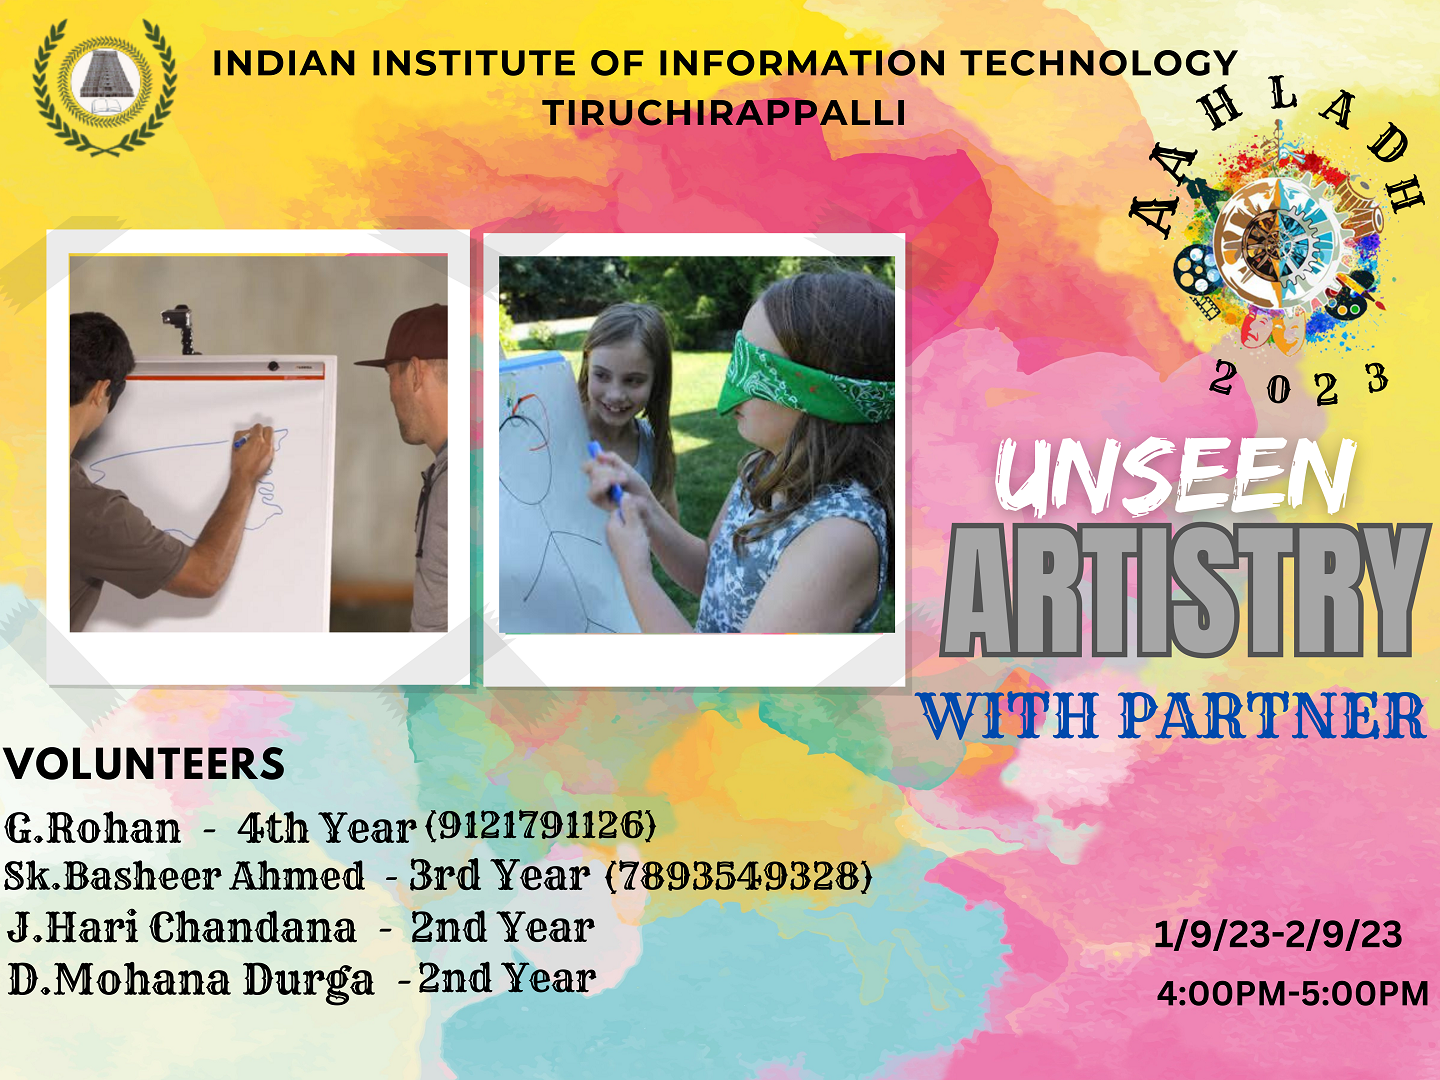 INDIAN INSTITUTE OF INFORMATION TECHNOLOGY
TIRUCHIRAPPALLI
AAHLADH
2023
UNSEEN
ARTISTRY
WITH PARTNER
VOLUNTEERS
G.Rohan - 4th Year (9121791126)
Sk.Basheer Ahmed - 3rd Year (7893549328)
J.Hari Chandana - 2nd Year
D.Mohana Durga - 2nd Year
1/9/23-2/9/23
4:00PM-5:00PM